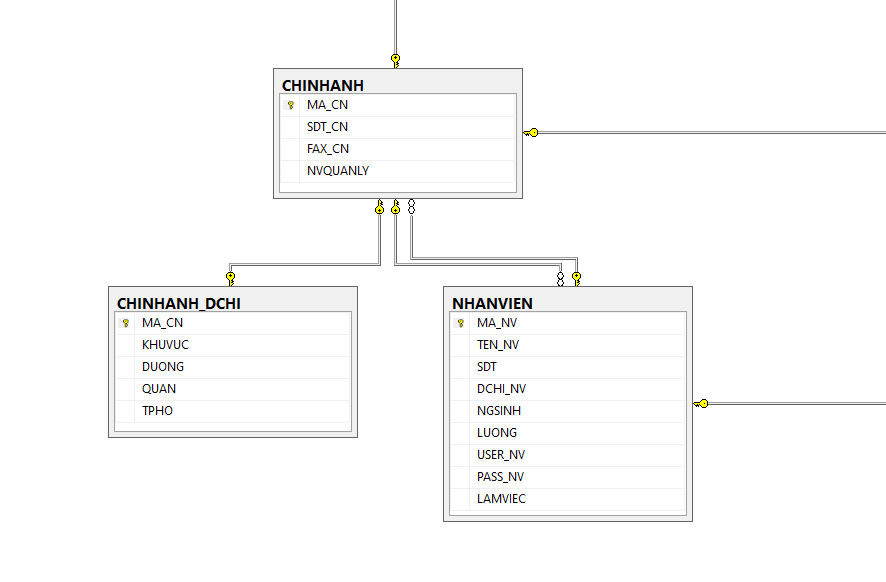 CHINHANH
MA_CN
SDT_CN
FAX_CN
NVQUANLY
CHINHANH_DCHI
MA_CN
KHUVUC
DUONG
QUAN
TPHO
NHANVIEN
MA_NV
TEN_NV
SDT
DCHI_NV
NGSINH
LUONG
USER_NV
PASS_NV
LAMVIEC